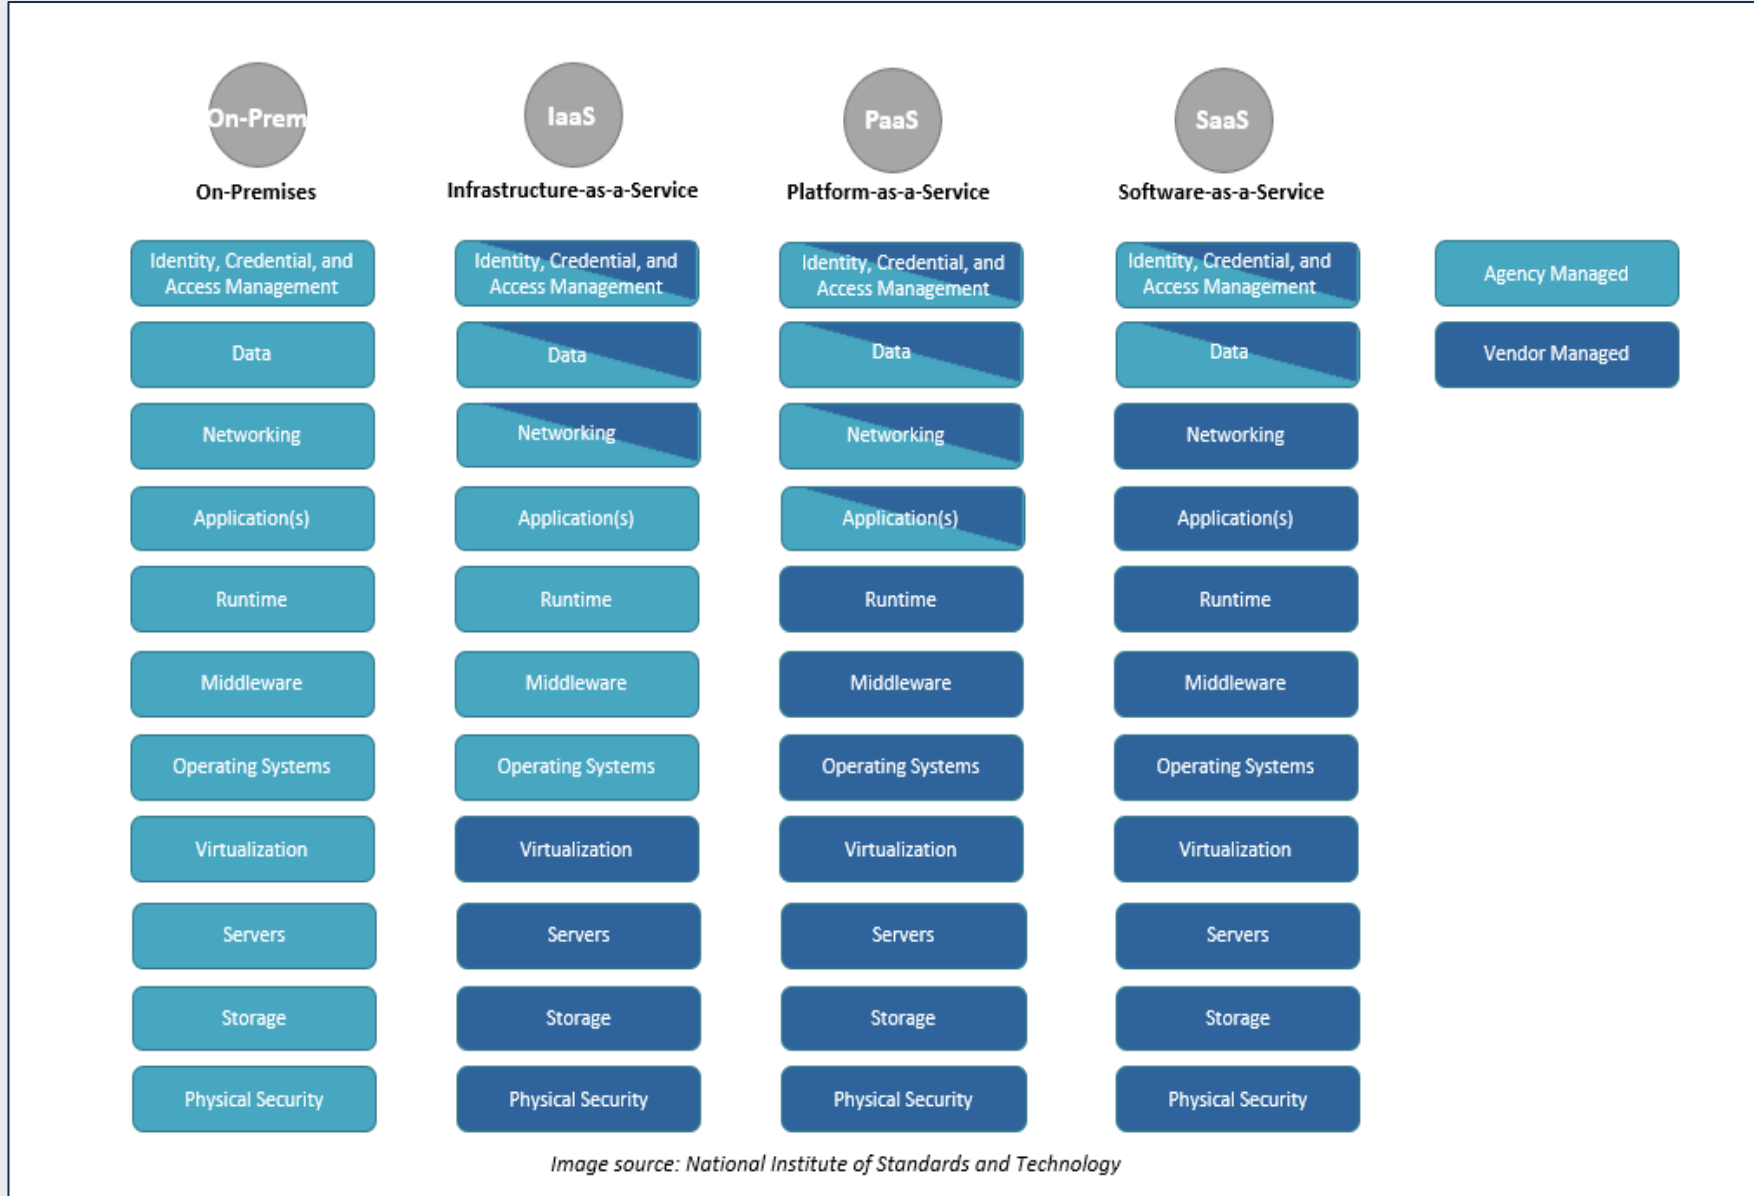 On-Prem
IaaS
PaaS
SaaS
On-Premises
Infrastructure-as-a-Service
Platform-as-a-Service
Software-as-a-Service
Identity, Credential, and
Access Management
Identity, Credential, and
Access Management
Identity, Credential, and
Access Management
Identity, Credential, and
Access Management
Agency Managed
Data
Data
Data
Data
Vendor Managed
Networking
Networking
Networking
Networking
Application(s)
Application(s)
Application(s)
Application(s)
Runtime
Runtime
Runtime
Runtime
Middleware
Middleware
Middleware
Middleware
Operating Systems
Operating Systems
Operating Systems
Operating Systems
Virtualization
Virtualization
Virtualization
Virtualization
Servers
Servers
Servers
Servers
Storage
Storage
Storage
Storage
Physical Security
Physical Security
Physical Security
Physical Security
Image source: National Institute of Standards and Technology